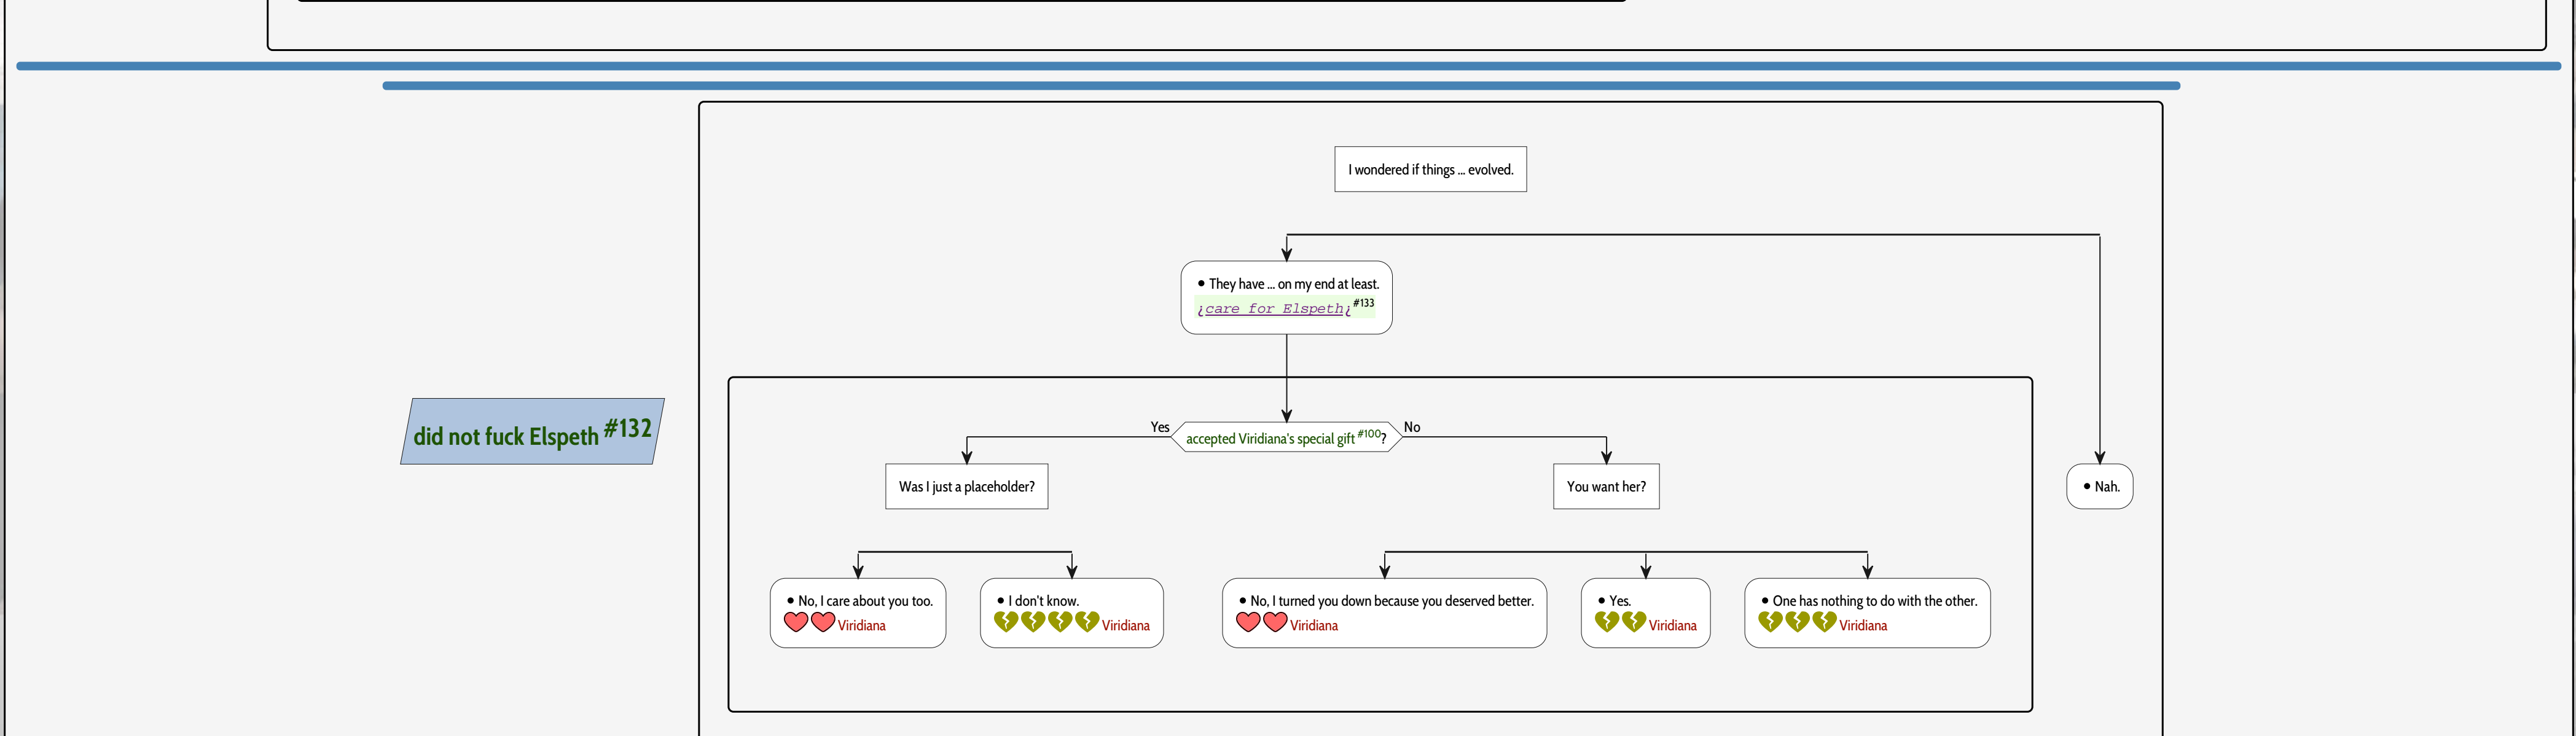 I wondered if things ... evolved.
● They have ... on my end at least.
¿care for Elspeth¿ #133
did not fuck Elspeth #132
Yes
accepted Viridiana's special gift #100?
No
Was I just a placeholder?
You want her?
● Nah.
● No, I care about you too.
Viridiana
● I don't know.
Viridiana
● No, I turned you down because you deserved better.
Viridiana
● Yes.
Viridiana
● One has nothing to do with the other.
Viridiana